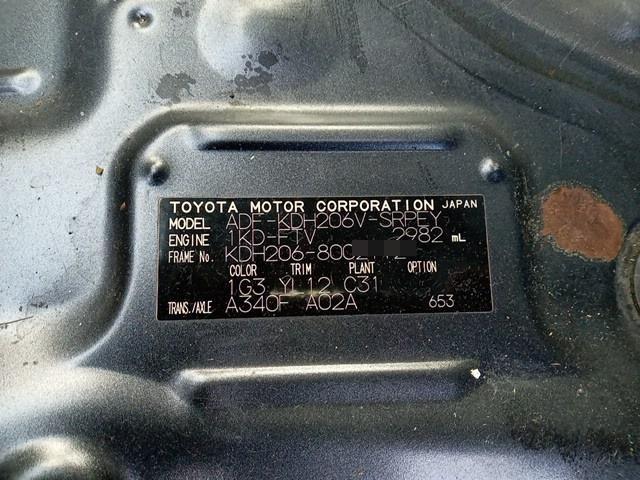 TOYOTA MOTOR CORPORATION JAPAN
MODEL ADF-KDH206V-SRPEY
ENGINE 1KD-FTV 2982 mL
FRAME No. KDH206-800
COLOR TRIM PLANT OPTION
1G3 YL12 C31
TRANS./AXLE A340F A02A 653